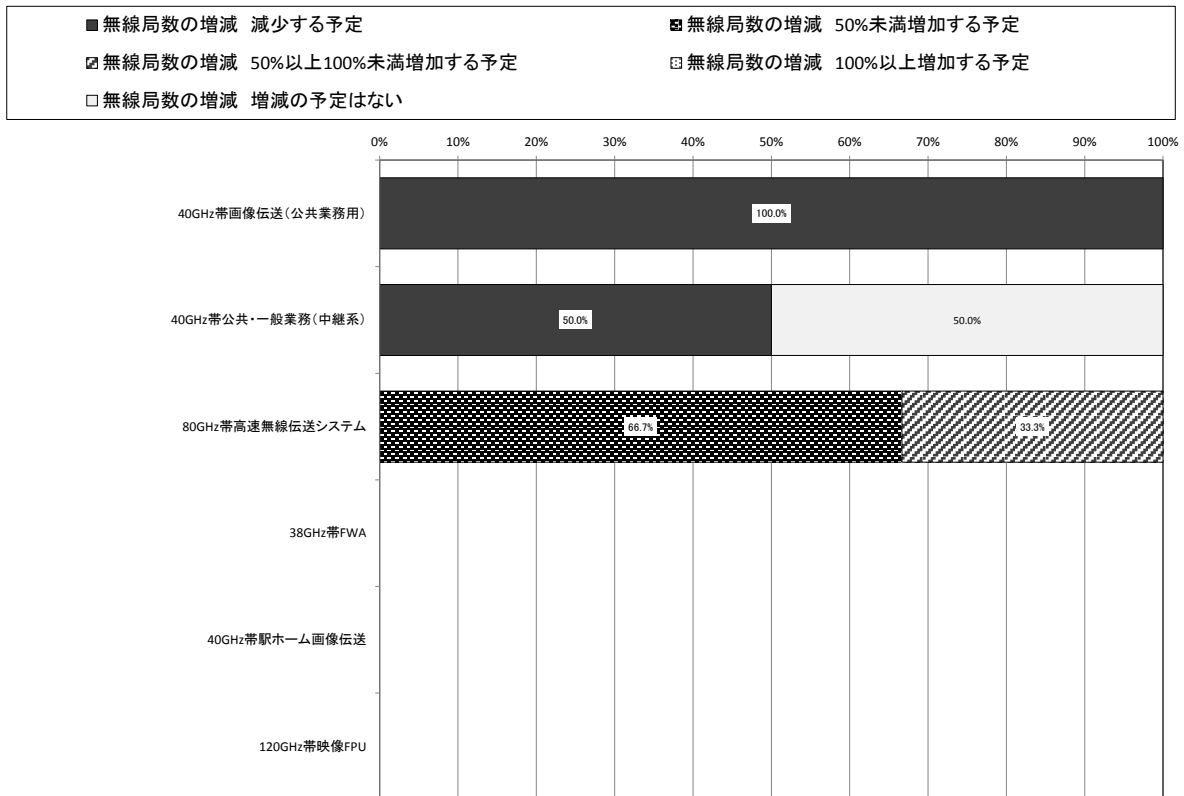 無線局数の増減 減少する予定
無線局数の増減 50%未満増加する予定
無線局数の増減 50%以上100%未満増加する予定
無線局数の増減 100%以上増加する予定
無線局数の増減 増減の予定はない
0% 10% 20% 30% 40% 50% 60% 70% 80% 90% 100%
40GHz帯画像伝送(公共業務用)
100.0%
40GHz帯公共・一般業務(中継系)
50.0% 50.0%
80GHz帯高速無線伝送システム
66.7% 33.3%
38GHz帯FWA
40GHz帯駅ホーム画像伝送
120GHz帯映像FPU